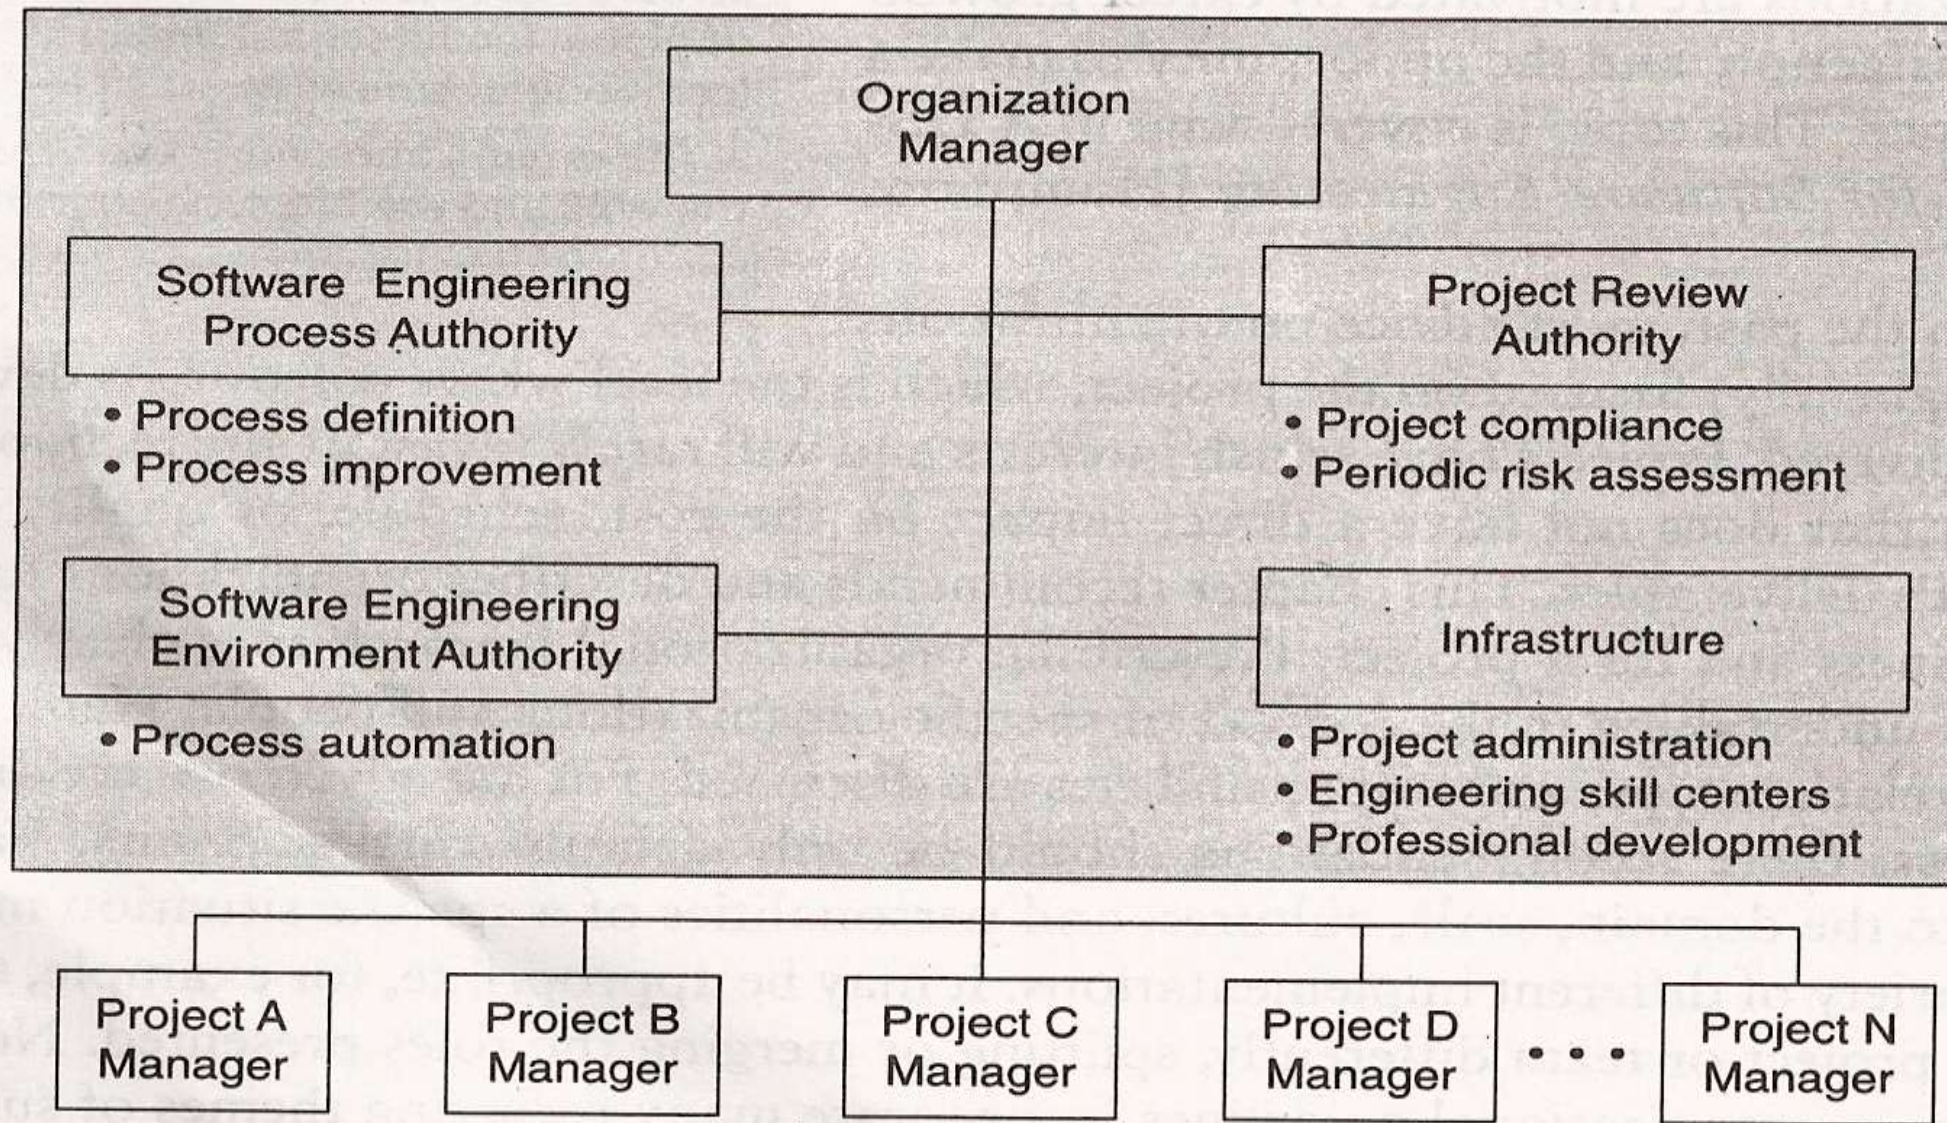 Organization
Manager
Software Engineering
Process Authority
• Process definition
• Process improvement
Project Review
Authority
• Project compliance
• Periodic risk assessment
Software Engineering
Environment Authority
• Process automation
Infrastructure
• Project administration
• Engineering skill centers
• Professional development
Project A
Manager
Project B
Manager
Project C
Manager
Project D
Manager
• • •
Project N
Manager